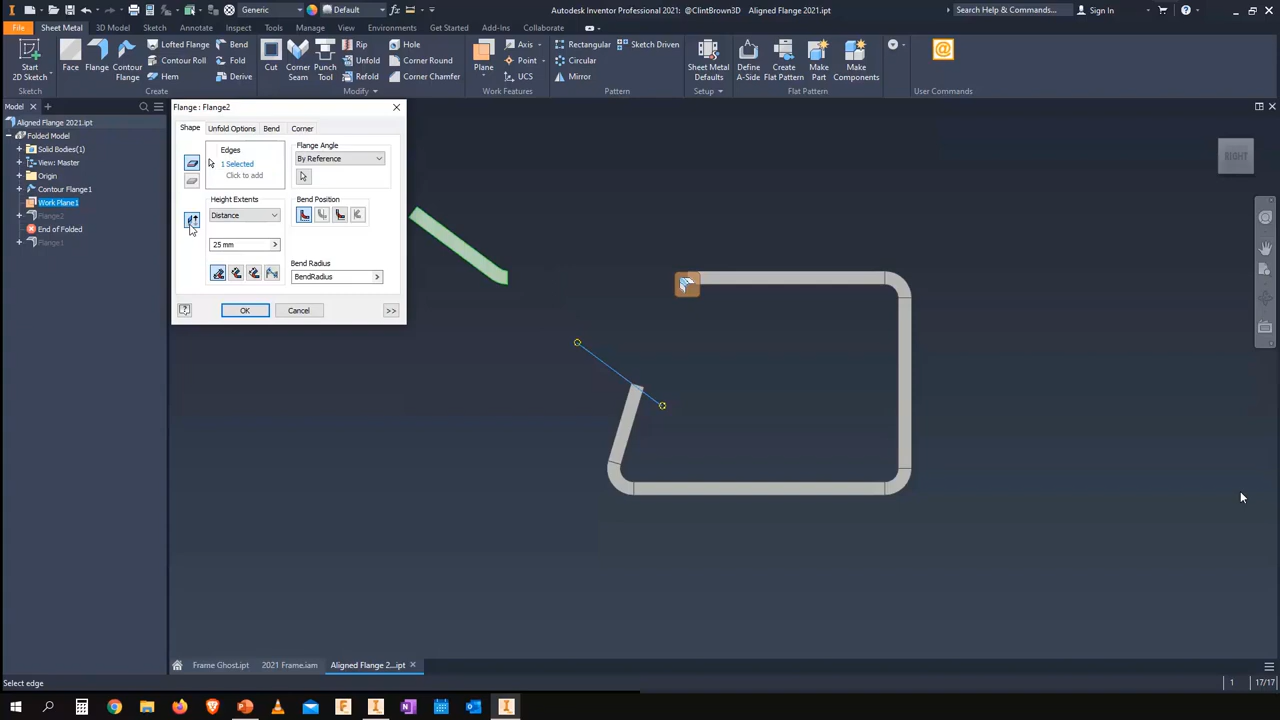 Generic
Default
Autodesk Inventor Professional 2021: @ClintBrown3D  Aligned Flange 2021.ipt
Search Help & Commands...
Sign In
File
Sheet Metal
Sketch
Annotate
Inspect
Tools
Manage
View
Environments
Get Started
Add-Ins
Collaborate
3D Model
Start
2D Sketch
Face
Flange
Contour
Flange
Lofted Flange
Contour Roll
Hem
Bend
Fold
Derive
Cut
Corner
Seam
Punch
Tool
Rip
Unfold
Refold
Hole
Corner Round
Corner Chamfer
Plane
Axis
Point
UCS
Rectangular
Circular
Mirror
Sketch Driven
Sheet Metal
Defaults
Define
A-Side
Create
Flat Pattern
Make
Part
Make
Components
@
Sketch
Create
Modify
Work Features
Pattern
Setup
Flat Pattern
User Commands
Model
Aligned Flange 2021.ipt
Folded Model
Solid Bodies(1)
View: Master
Origin
Contour Flange1
Work Plane1
Flange2
End of Folded
Flange1
Flange : Flange2
Shape
Unfold Options
Bend
Corner
Edges
1 Selected
Click to add
Flange Angle
By Reference
Height Extents
Distance
25 mm
Bend Position
Bend Radius
BendRadius
OK
Cancel
>>
RIGHT
Frame Ghost.ipt
2021 Frame.iam
Aligned Flange 2...ipt
Select edge
1
17/17